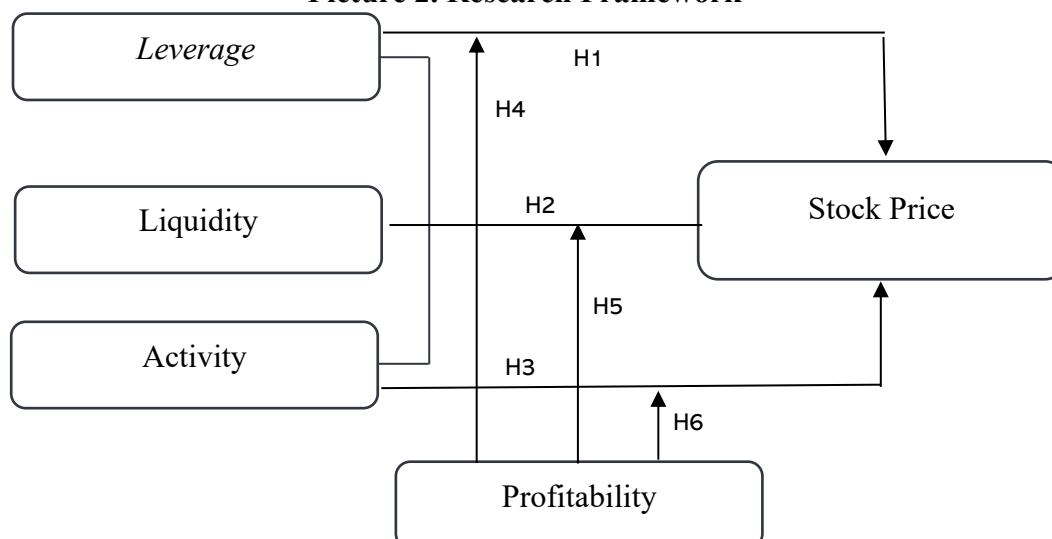 Picture 2. Research Framework
Leverage
H1
H4
Liquidity
H2
Stock Price
H5
Activity
H3
H6
Profitability